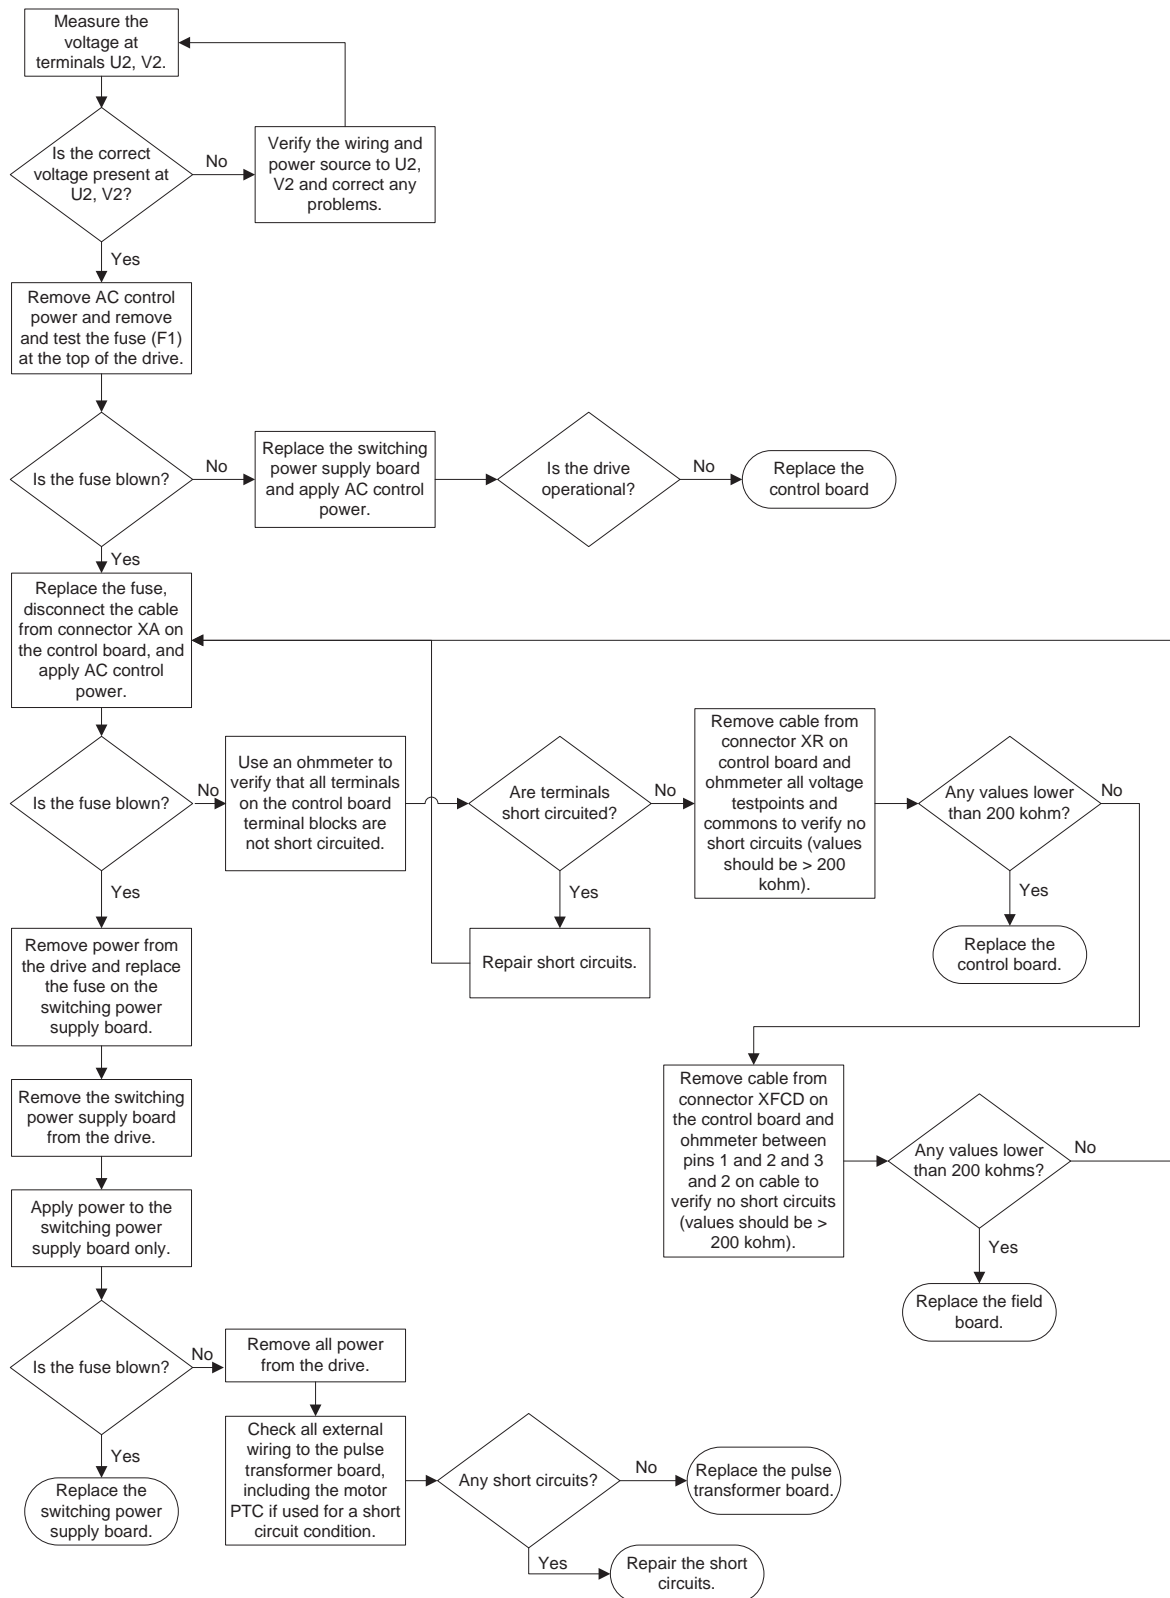 Measure the
voltage at
terminals U2, V2.
Is the correct
voltage present at
U2, V2?
No
Verify the wiring and
power source to U2,
V2 and correct any
problems.
Yes
Remove AC control
power and remove
and test the fuse (F1)
at the top of the drive.
Is the fuse blown?
No
Replace the switching
power supply board
and apply AC control
power.
Is the drive
operational?
No
Replace the
control board
Yes
Replace the fuse,
disconnect the cable
from connector XA on
the control board, and
apply AC control
power.
Is the fuse blown?
No
Use an ohmmeter to
verify that all terminals
on the control board
terminal blocks are
not short circuited.
Are terminals
short circuited?
No
Remove cable from
connector XR on
control board and
ohmmeter all voltage
testpoints and
commons to verify no
short circuits (values
should be > 200
kohm).
Any values lower
than 200 kohm?
No
Yes
Replace the
control board.
Yes
Repair short circuits.
Yes
Remove power from
the drive and replace
the fuse on the
switching power
supply board.
Remove the switching
power supply board
from the drive.
Remove cable from
connector XFCD on
the control board and
ohmmeter between
pins 1 and 2 and 3
and 2 on cable to
verify no short circuits
(values should be >
200 kohm).
Any values lower
than 200 kohms?
No
Yes
Replace the field
board.
Apply power to the
switching power
supply board only.
Is the fuse blown?
No
Remove all power
from the drive.
Check all external
wiring to the pulse
transformer board,
including the motor
PTC if used for a short
circuit condition.
Any short circuits?
No
Replace the pulse
transformer board.
Yes
Repair the short
circuits.
Yes
Replace the
switching power
supply board.